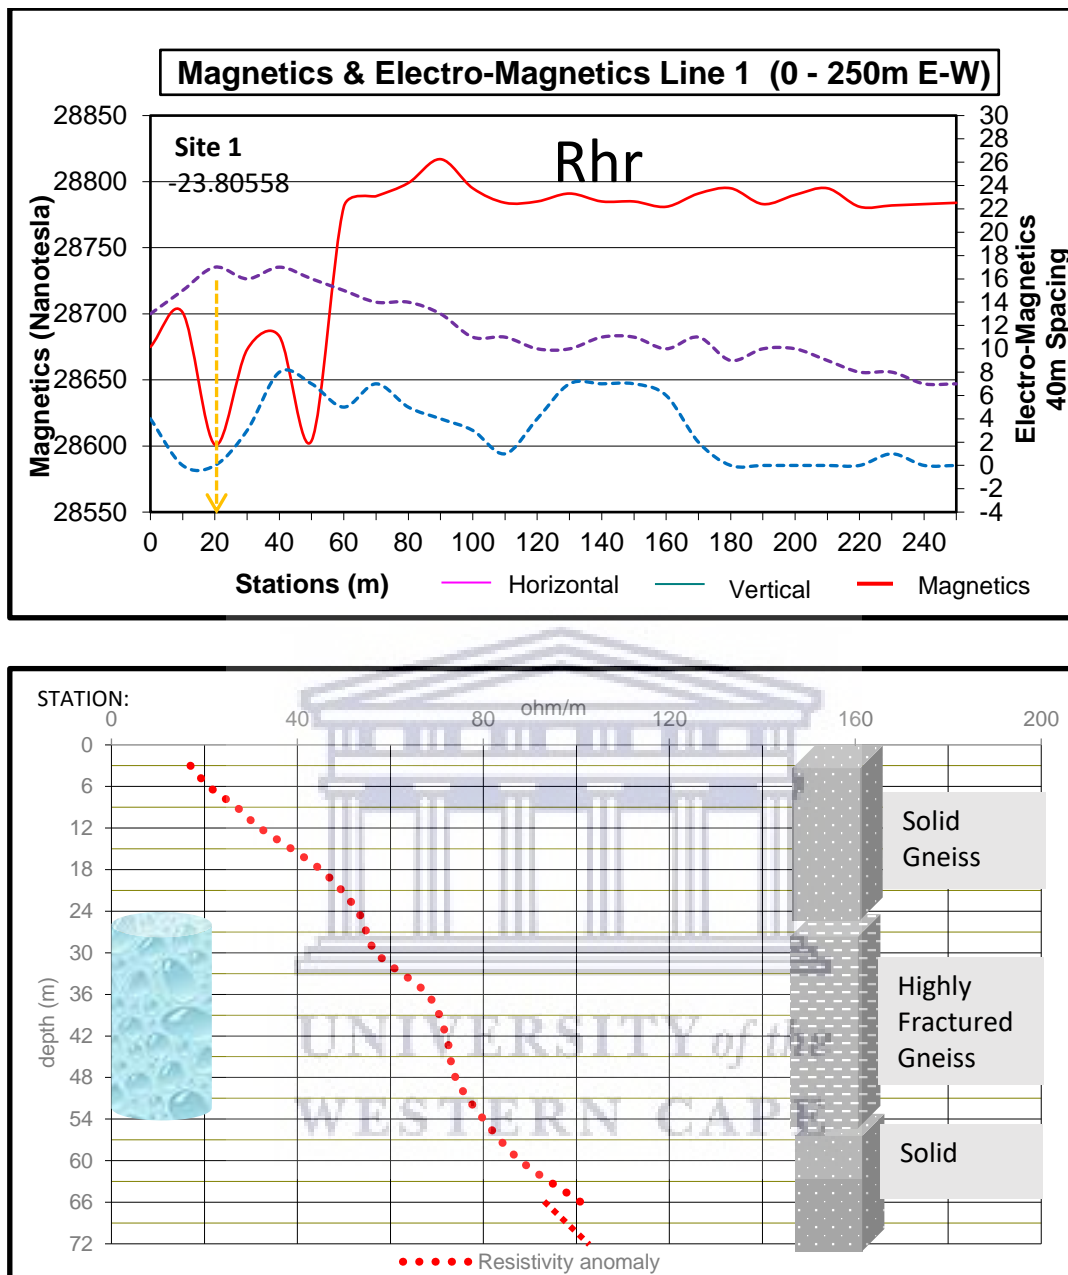 Magnetics & Electro-Magnetics Line 1 (0 - 250m E-W)
Site 1
-23.80558
Rhr
Magnetics (Nanotesla)
28850
28800
28750
28700
28650
28600
28550
30
28
26
24
22
20
18
16
14
12
10
8
6
4
2
0
-2
-4
Electro-Magnetics
40m Spacing
0 20 40 60 80 100 120 140 160 180 200 220 240
Stations (m)
Horizontal
Vertical
Magnetics
STATION:
ohm/m
0 40 80 120 160 200
depth (m)
0
6
12
18
24
30
36
42
48
54
60
66
72
Solid
Gneiss
Highly
Fractured
Gneiss
Solid
UNIVERSITY of the
WESTERN CAPE
Resistivity anomaly